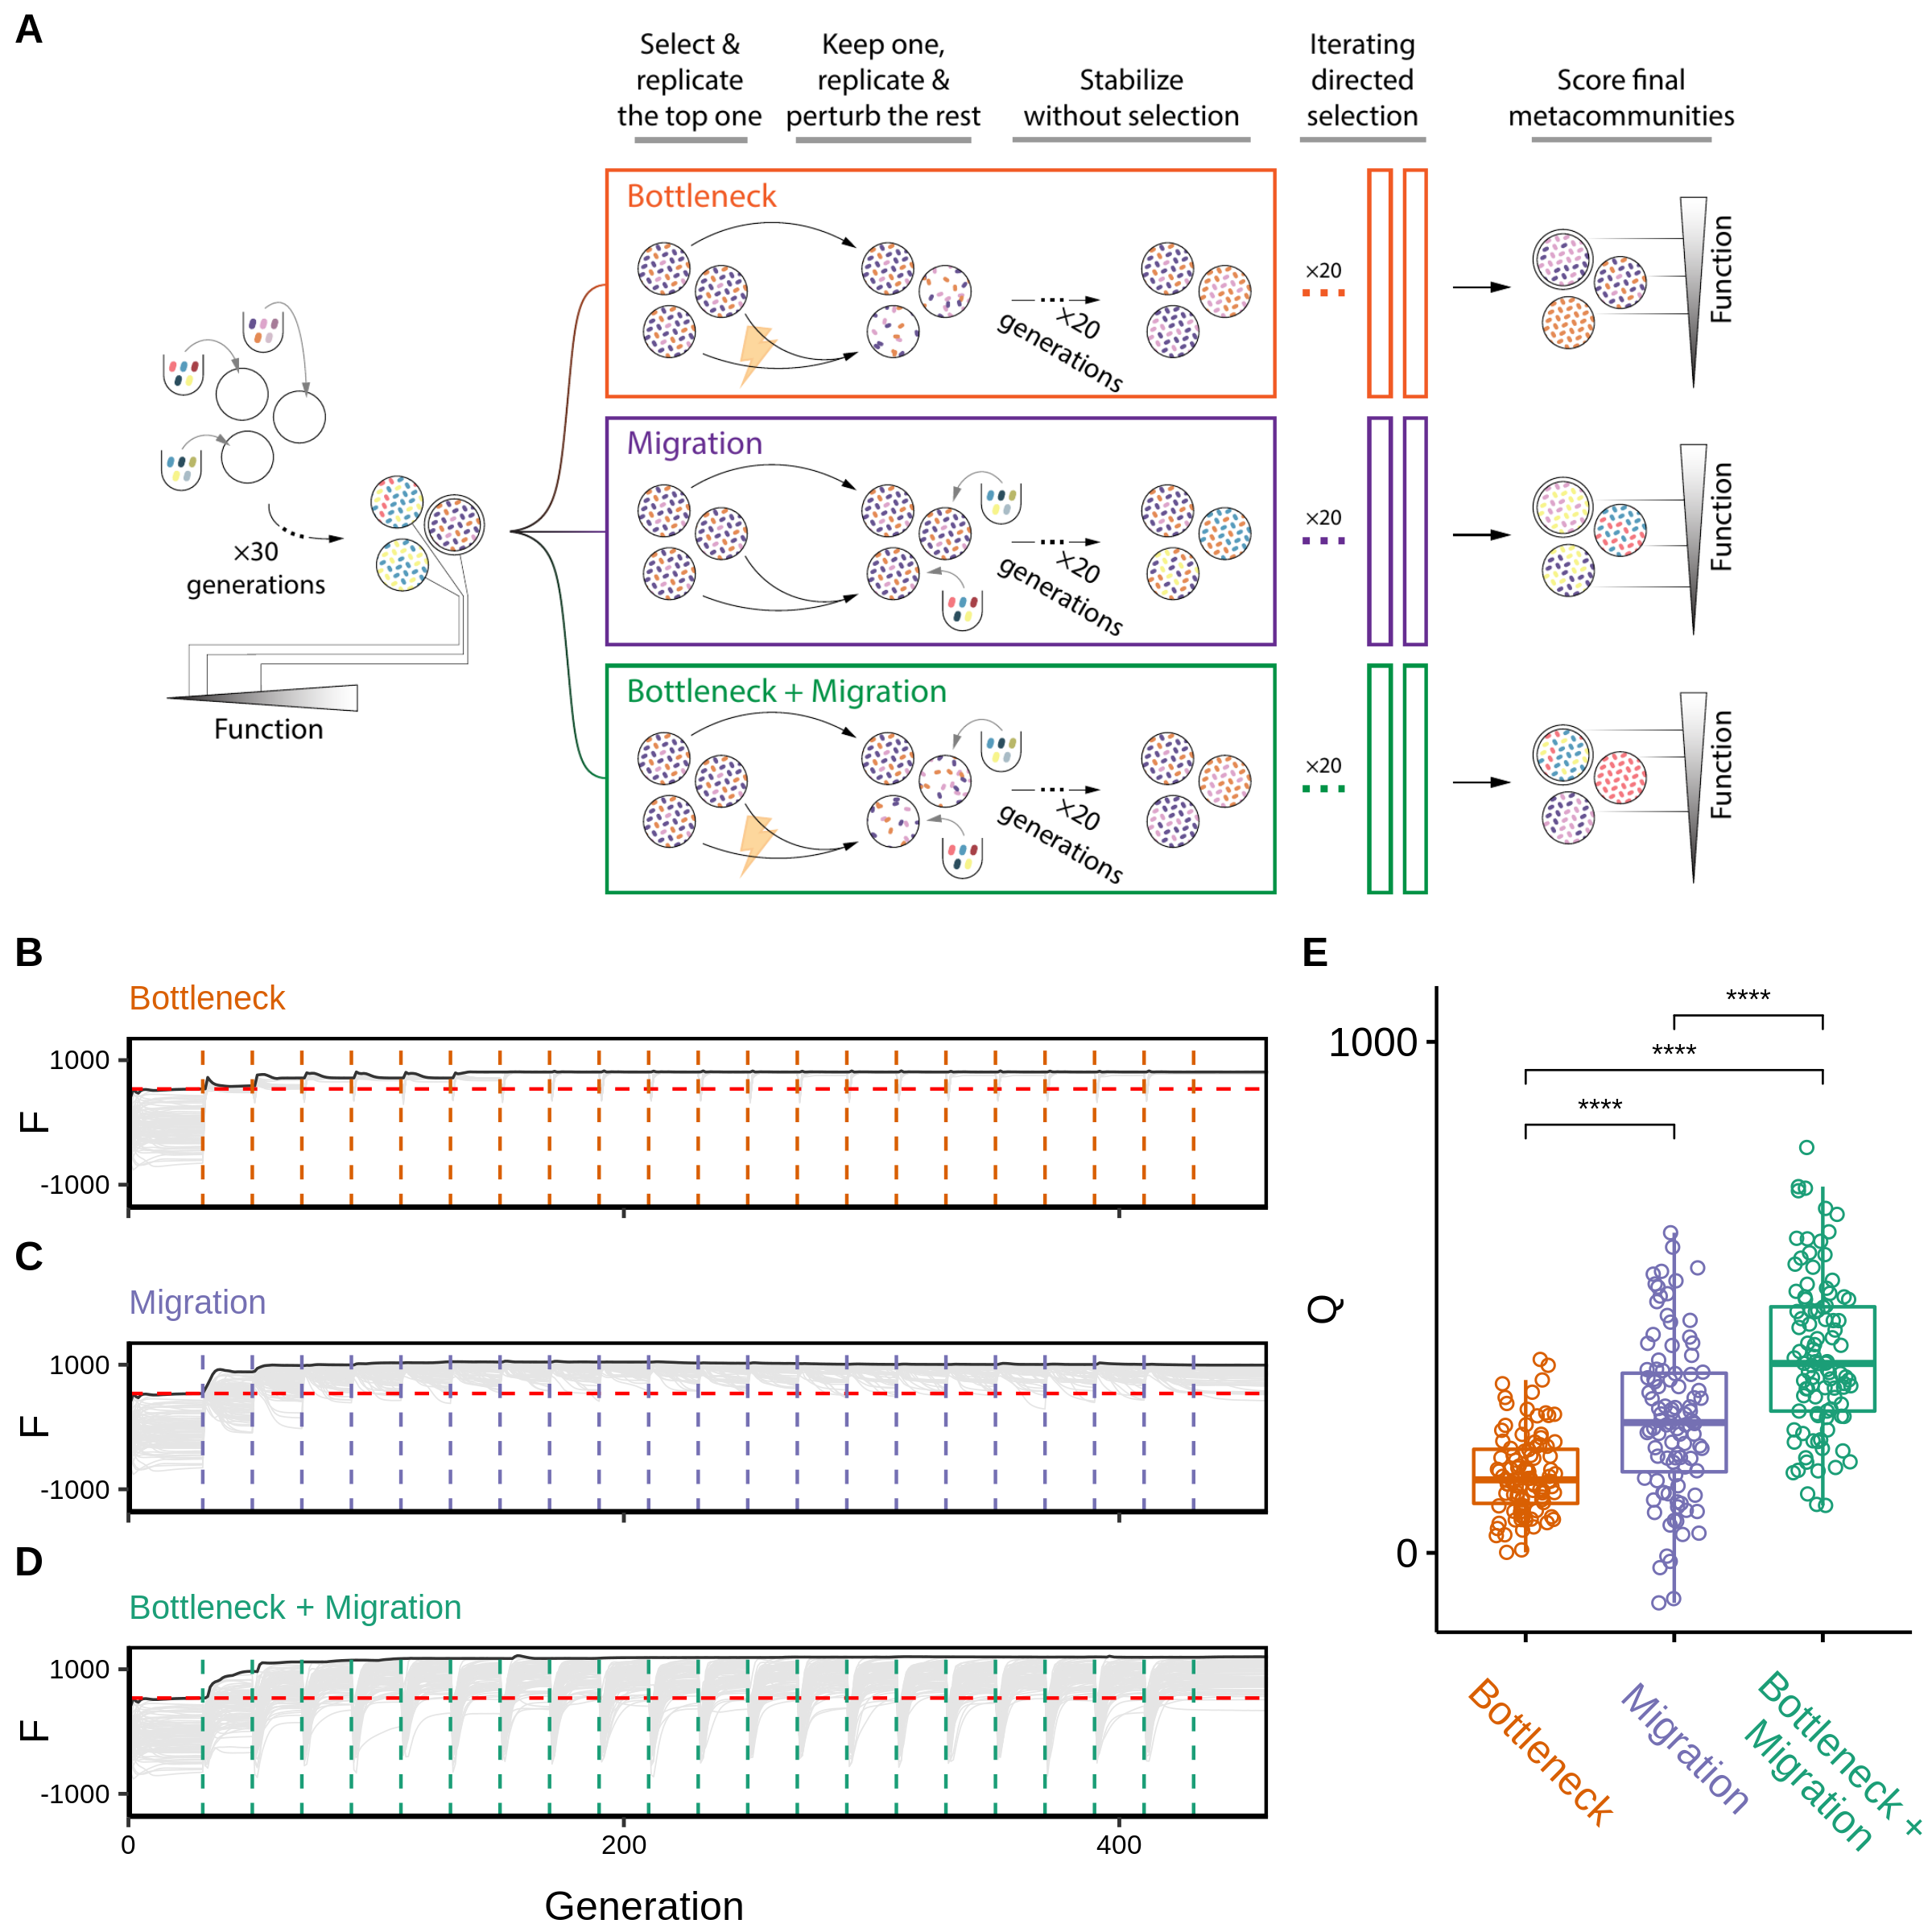 A
Select &
replicate
the top one
Keep one,
replicate &
perturb the rest
Stabilize
without selection
Iterating
directed
selection
Score final
metacommunities
×30
generations
Function
Bottleneck
×20
generations
×20
Function
Migration
×20
generations
×20
Function
Bottleneck + Migration
×20
generations
×20
Function
B
Bottleneck
1000
F
-1000
C
Migration
1000
F
-1000
D
Bottleneck + Migration
1000
F
-1000
0
200
400
Generation
E
****
1000
****
****
Q
0
Bottleneck
Migration
Bottleneck +
Migration